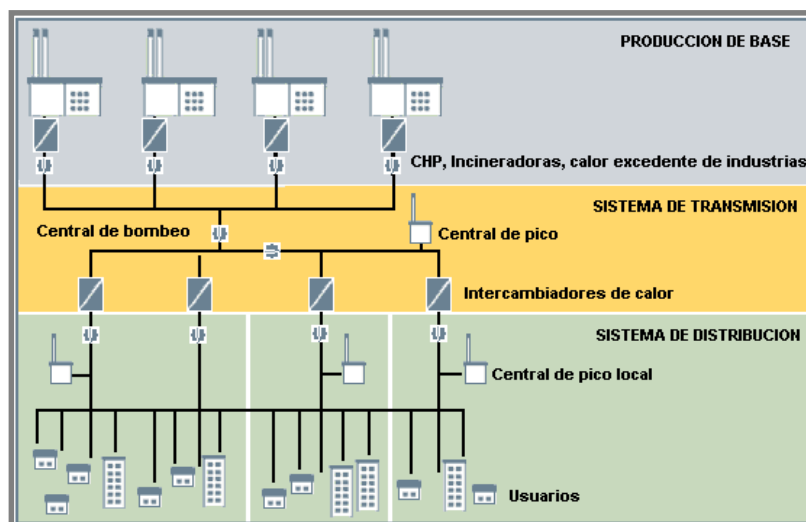 PRODUCCION DE BASE
CHP, Incineradoras, calor excedente de industrias
SISTEMA DE TRANSMISION
Central de bombeo
Central de pico
Intercambiadores de calor
SISTEMA DE DISTRIBUCION
Central de pico local
Usuarios